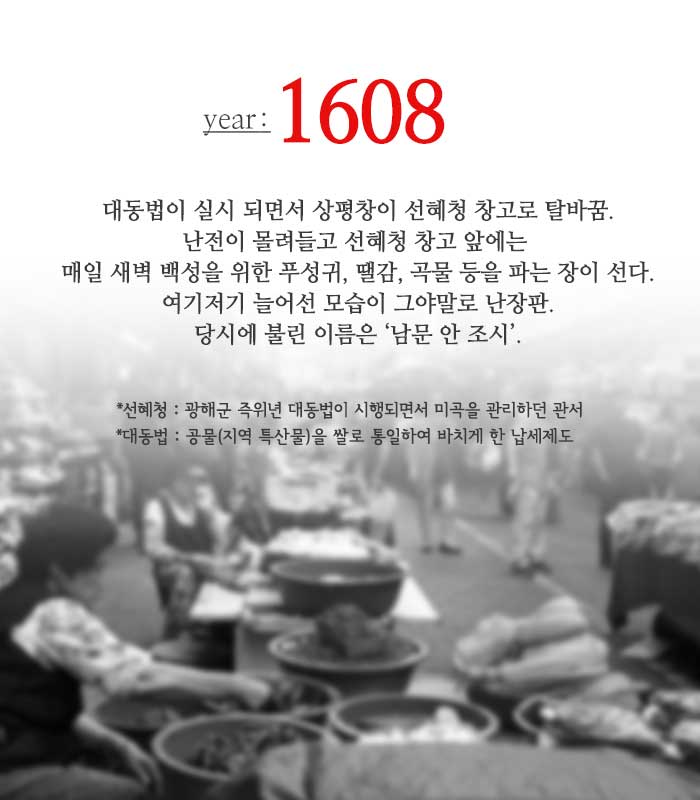 year: 1608
대동법이 실시 되면서 상평창이 선혜청 창고로 탈바꿈.
난전이 몰려들고 선혜청 창고 앞에는
매일 새벽 백성을 위한 푸성귀, 땔감, 곡물 등을 파는 장이 선다.
여기저기 늘어선 모습이 그야말로 난장판.
당시에 불린 이름은 ‘남문 안 조시’.
*선혜청 : 광해군 즉위년 대동법이 시행되면서 미곡을 관리하던 관서
*대동법 : 공물(지역 특산물)을 쌀로 통일하여 바치게 한 납세제도